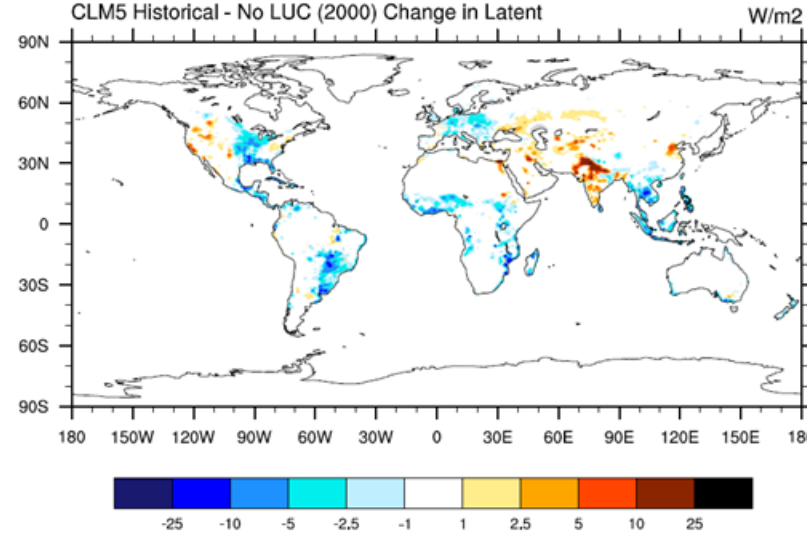 CLM5 Historical - No LUC (2000) Change in Latent
W/m2
90N
60N
30N
0
30S
60S
90S
180 150W 120W 90W 60W 30W 0 30E 60E 90E 120E 150E 18
-25 -10 -5 -2.5 -1 1 2.5 5 10 25